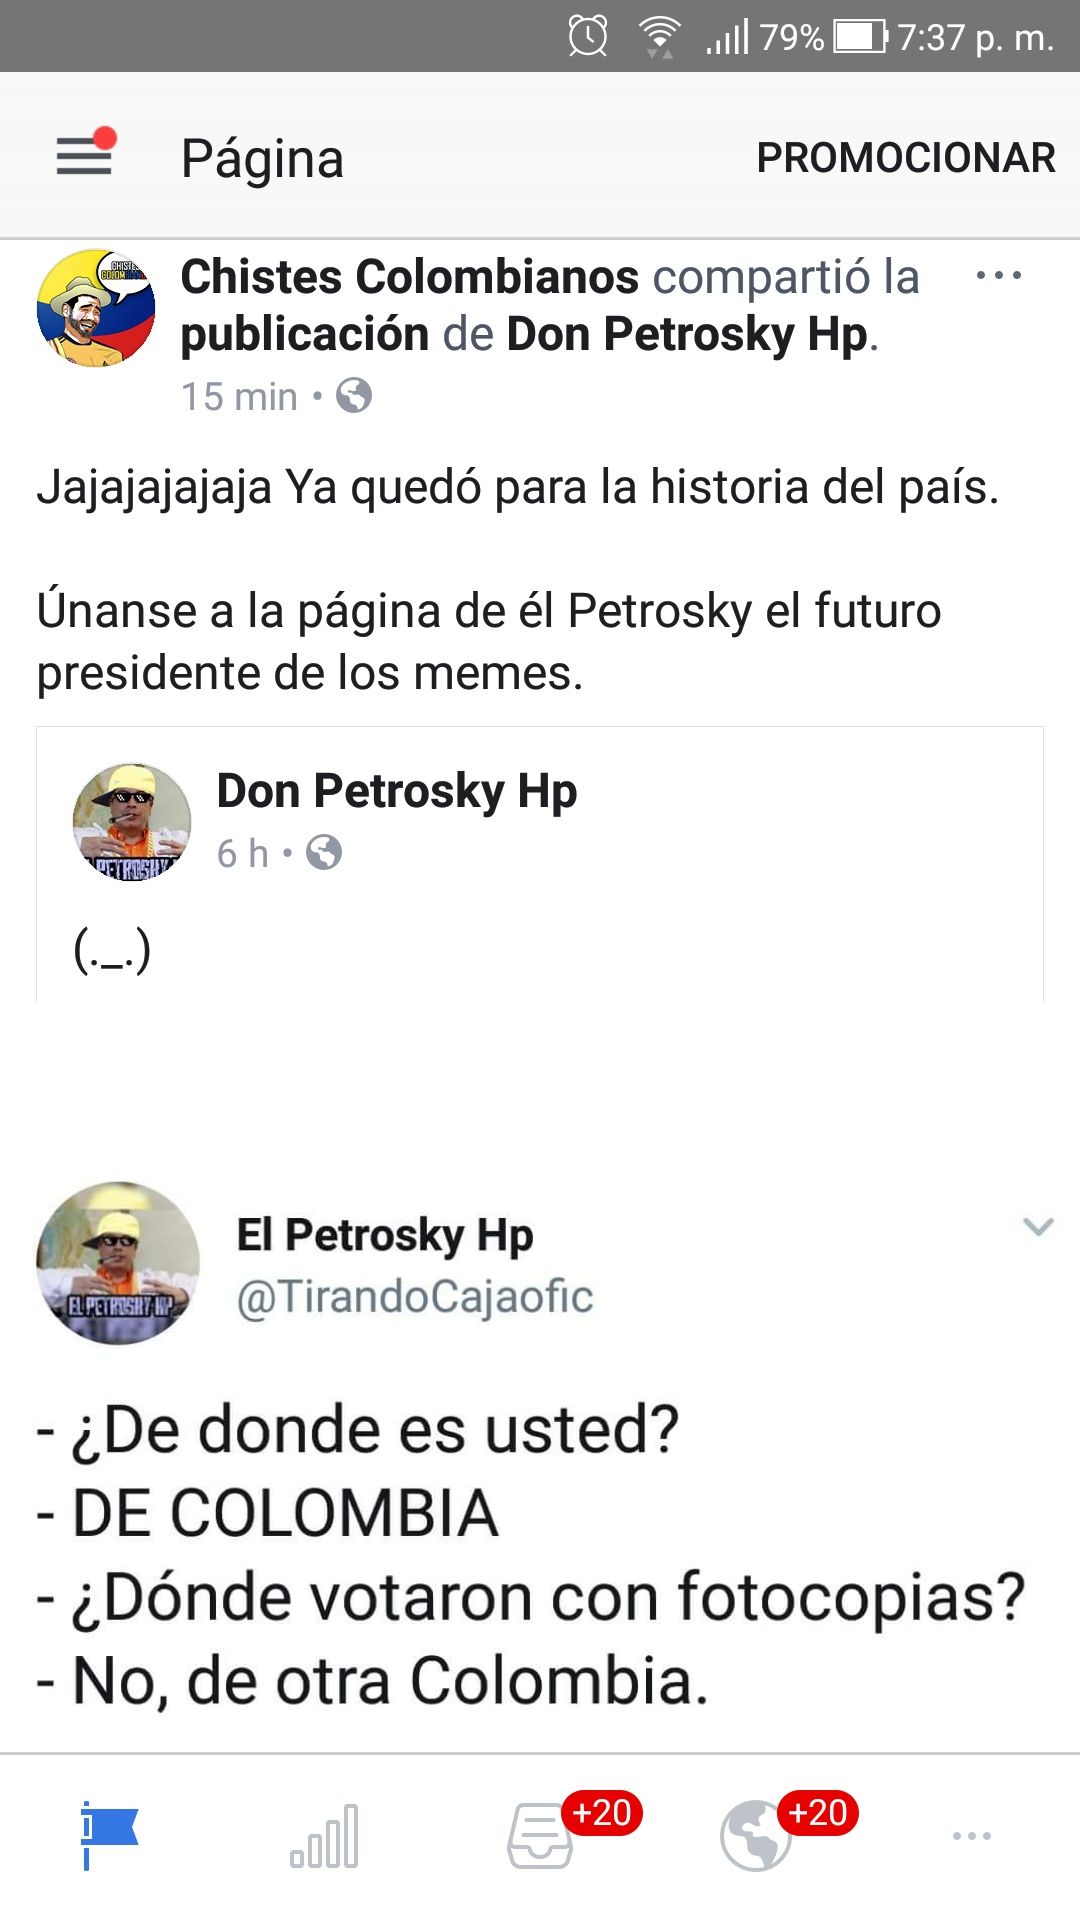 79% 7:37 p. m.
Página PROMOCIONAR
CHISTES
Chistes Colombianos compartió la
publicación de Don Petrosky Hp.
15 min •
Jajajajajaja Ya quedó para la historia del país.
Únanse a la página de él Petrosky el futuro
presidente de los memes.
Don Petrosky Hp
6 h •
PETROSKY
(._.)
El Petrosky Hp
@TirandoCajaofic
EL PETROSKY HP
- ¿De donde es usted?
- DE COLOMBIA
- ¿Dónde votaron con fotocopias?
- No, de otra Colombia.
+20 +20